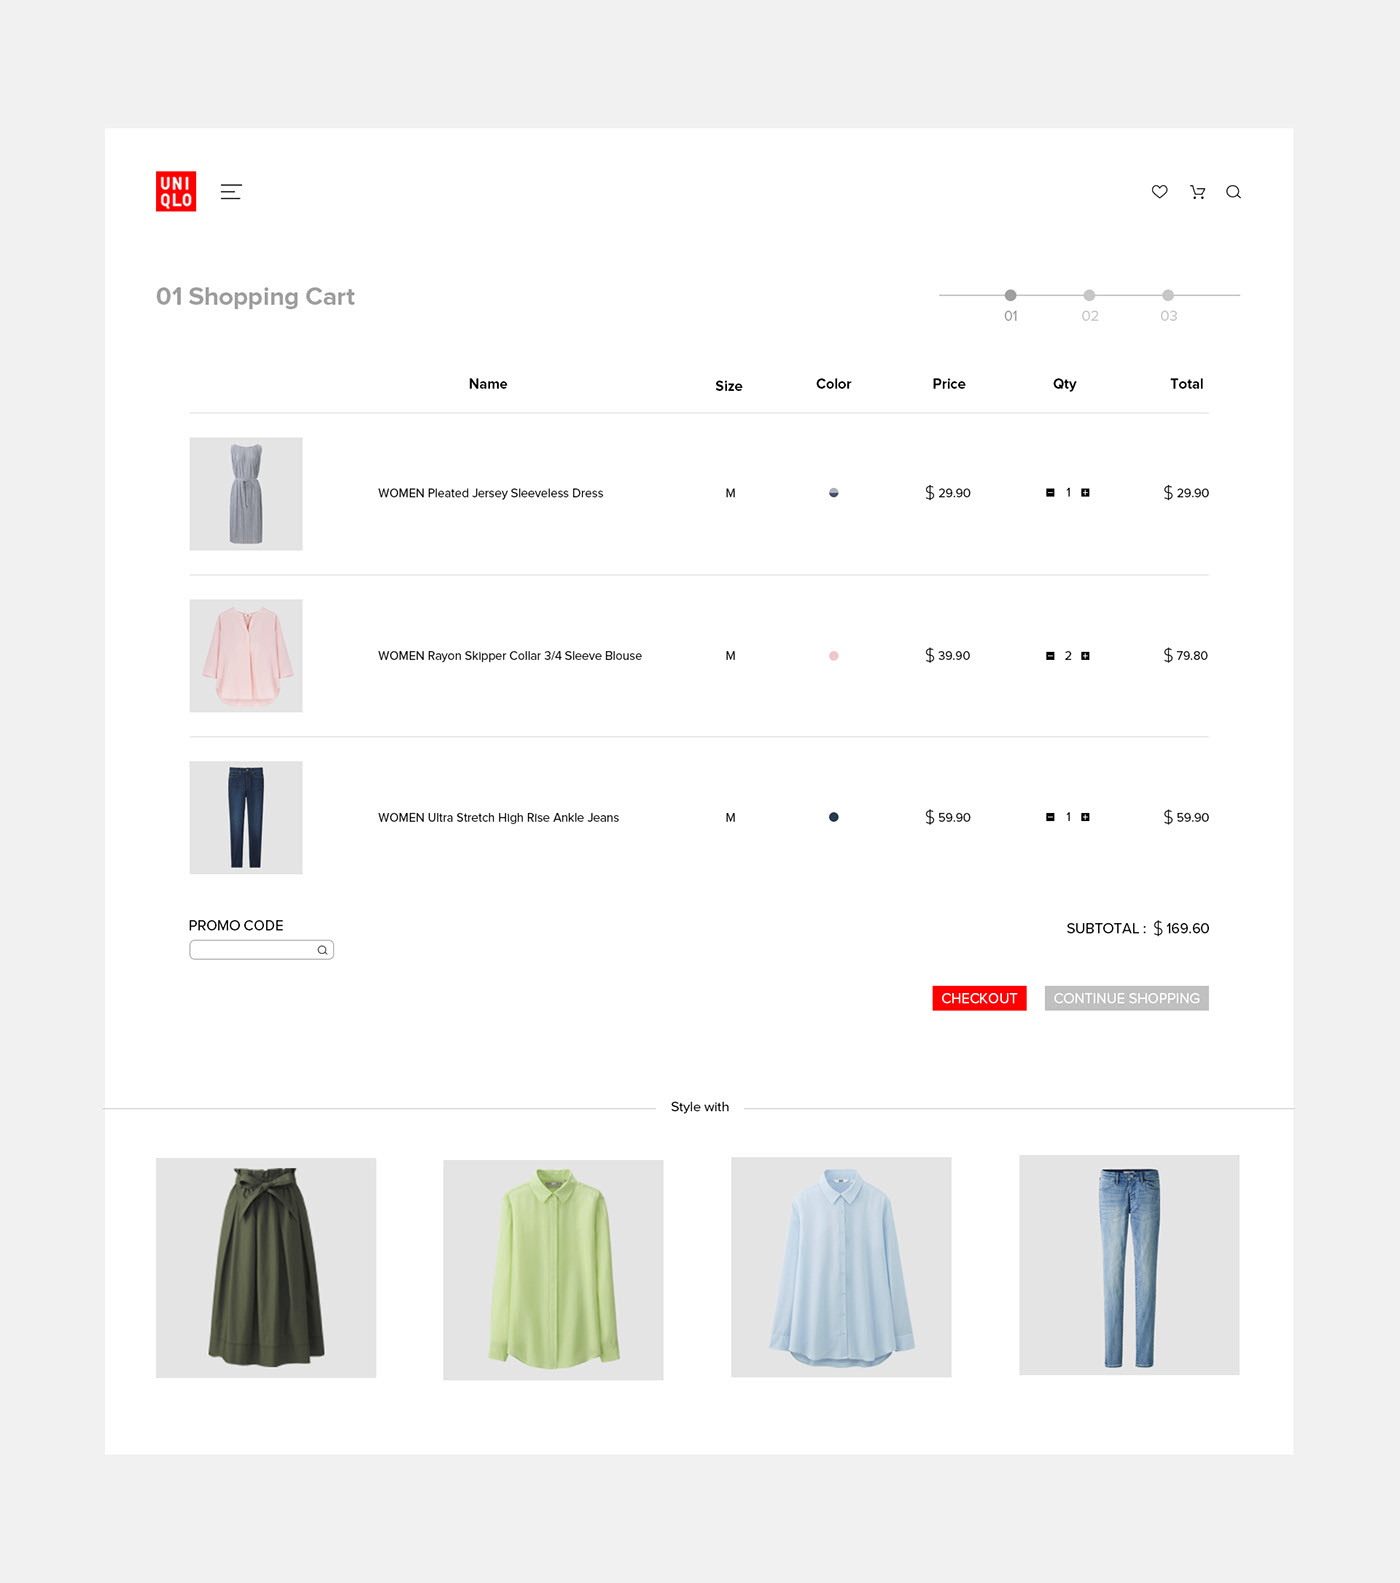 UNI
QLO
01 Shopping Cart
01 02 03
Name Size Color Price Qty Total
WOMEN Pleated Jersey Sleeveless Dress M $ 29.90 1 $ 29.90
WOMEN Rayon Skipper Collar 3/4 Sleeve Blouse M $ 39.90 2 $ 79.80
WOMEN Ultra Stretch High Rise Ankle Jeans M $ 59.90 1 $ 59.90
PROMO CODE
SUBTOTAL : $ 169.60
CHECKOUT CONTINUE SHOPPING
Style with